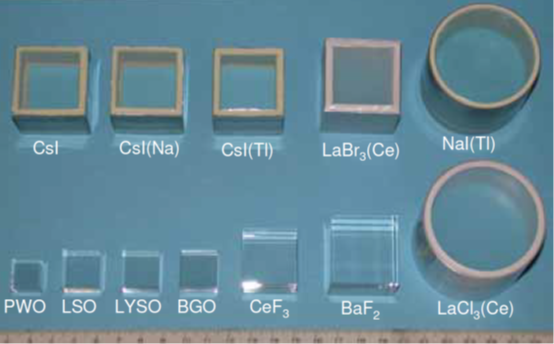 CsI CsI(Na) CsI(Tl) LaBr₃(Ce) NaI(Tl)
PWO LSO LYSO BGO CeF₃ BaF₂ LaCl₃(Ce)